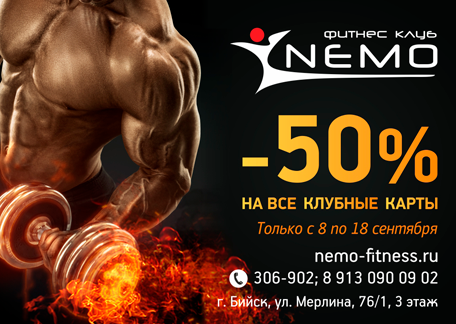 фитнес клуб
NEMO
-50%
НА ВСЕ КЛУБНЫЕ КАРТЫ
Только с 8 по 18 сентября
nemo-fitness.ru
306-902; 8 913 090 09 02
г. Бийск, ул. Мерлина, 76/1, 3 этаж